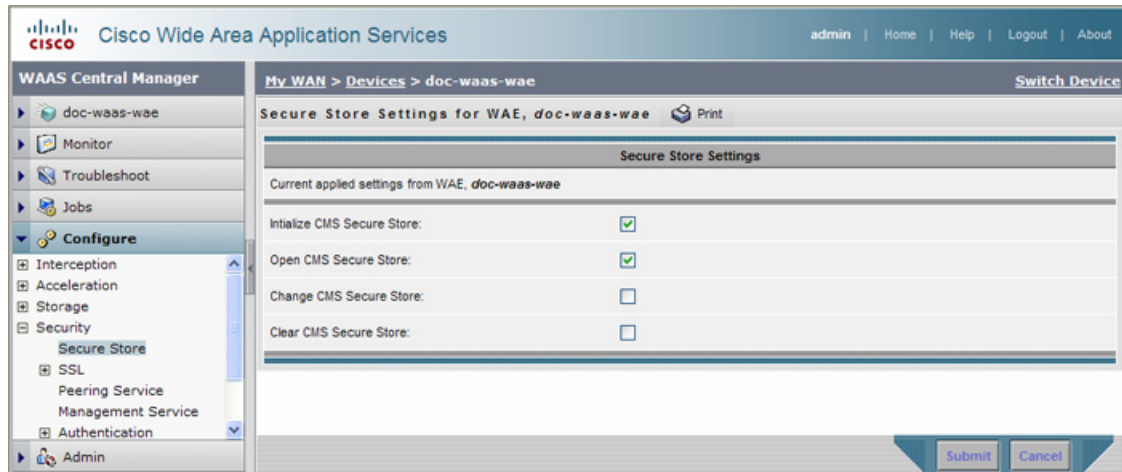 CISCO
Cisco Wide Area Application Services
admin | Home | Help | Logout | About
WAAS Central Manager
My WAN > Devices > doc-waas-wae
Switch Device
doc-waas-wae
Monitor
Troubleshoot
Jobs
Configure
Interception
Acceleration
Storage
Security
Secure Store
SSL
Peering Service
Management Service
Authentication
Admin
Secure Store Settings for WAE, doc-waas-wae
Print
Secure Store Settings
Current applied settings from WAE, doc-waas-wae
Intialize CMS Secure Store:
Open CMS Secure Store:
Change CMS Secure Store:
Clear CMS Secure Store:
Submit
Cancel